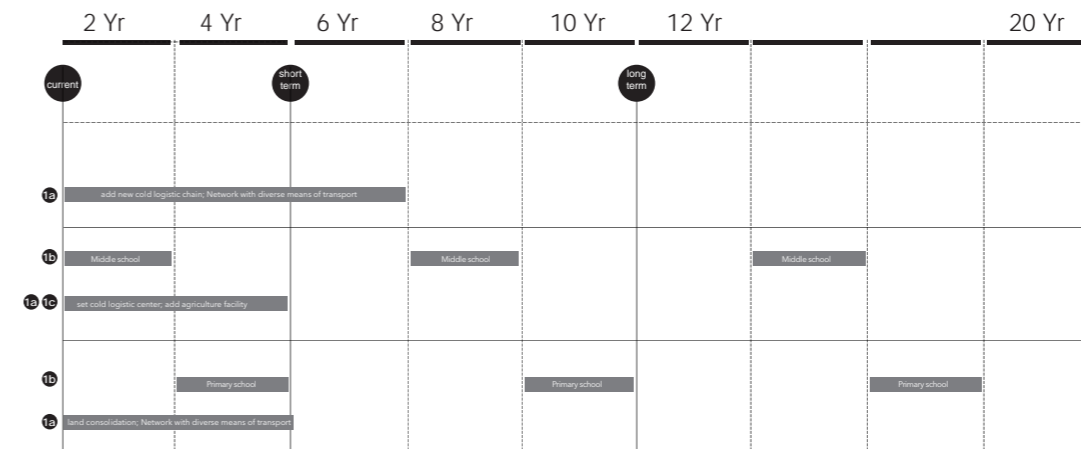 2 Yr 4 Yr 6 Yr 8 Yr 10 Yr 12 Yr 20 Yr
current
short
term
long
term
1a
add new cold logistic chain; Network with diverse means of transport
1b
Middle school Middle school Middle school
1a 1c
set cold logistic center; add agriculture facility
1b
Primary school Primary school Primary school
1a
land consolidation; Network with diverse means of transport